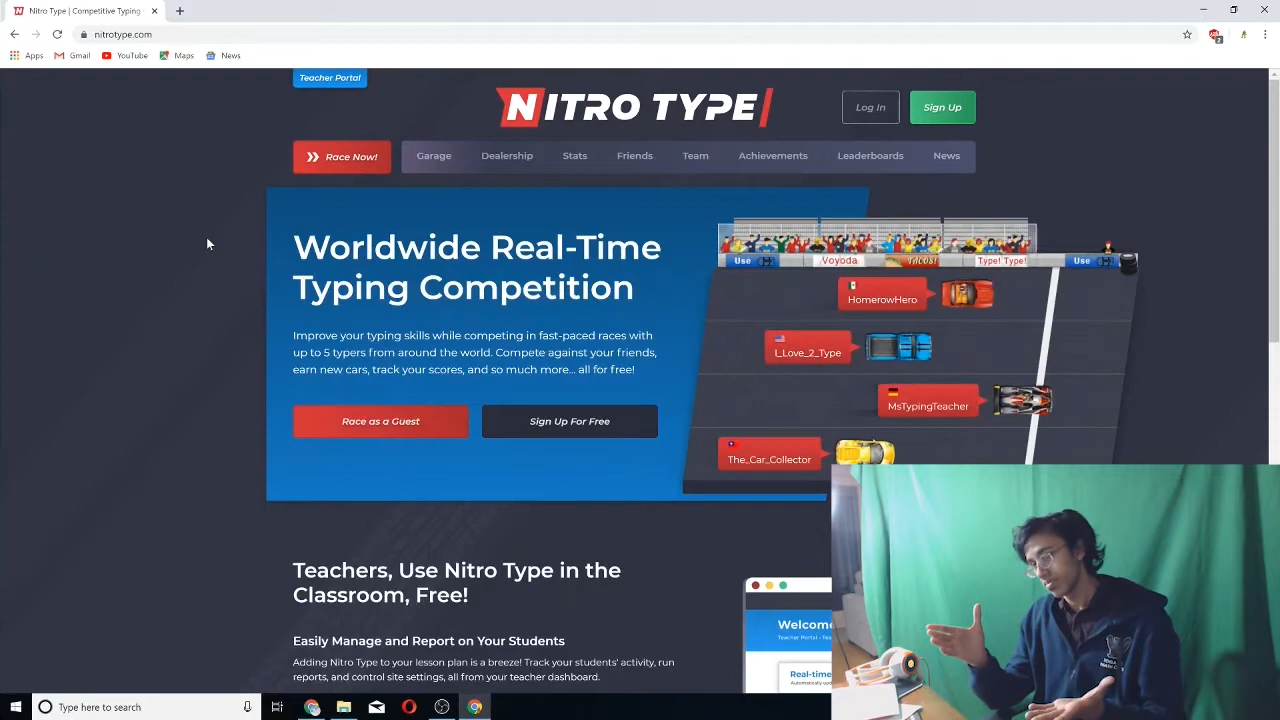 Nitro Type | Competitive Typing
nitrotype.com
Apps
Gmail
YouTube
Maps
News
Teacher Portal
NITRO TYPE
Log In
Sign Up
Race Now!
Garage
Dealership
Stats
Friends
Team
Achievements
Leaderboards
News
Worldwide Real-Time
Typing Competition
Improve your typing skills while competing in fast-paced races with
up to 5 typers from around the world. Compete against your friends,
earn new cars, track your scores, and so much more... all for free!
Race as a Guest
Sign Up For Free
Use
Voyoda
TACOS!
Type! Type!
Use
HomerowHero
I_Love_2_Type
MsTypingTeacher
The_Car_Collector
Teachers, Use Nitro Type in the
Classroom, Free!
Easily Manage and Report on Your Students
Adding Nitro Type to your lesson plan is a breeze! Track your students' activity, run
reports, and control site settings, all from your teacher dashboard.
Welcome
Teacher Portal
Real-time
Type here to search